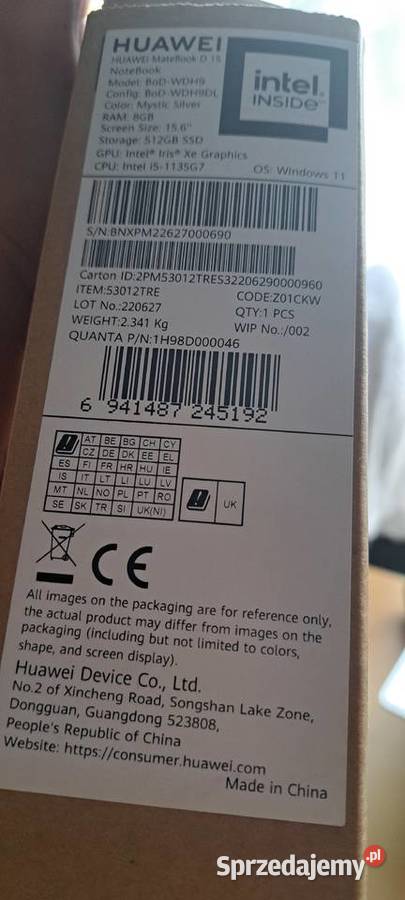 HUAWEI
HUAWEI MateBook D 15
NoteBook
Model: BoD-WDH9
Config: BoD-WDH9DL
Color: Mystic Silver
RAM: 8GB
Screen Size: 15.6"
Storage: 512GB SSD
GPU: Intel® Iris® Xe Graphics
CPU: Intel i5-1135G7
OS: Windows 11
intel.
INSIDE™
S/N:BNXPM22627000690
Carton ID:2PM53012TRES32206290000960
ITEM:53012TRE
CODE:Z01CKW
LOT No.:220627
QTY:1 PCS
WEIGHT:2.341 Kg
WIP No.:/002
QUANTA P/N:1H98D000046
6 941487 245192
AT BE BG CH CY
CZ DE DK EE EL
ES FI FR HR HU IE
IS IT LT LI LU LV
MT NL NO PL PT RO
SE SK TR SI UK(NI)
UK
CE
All images on the packaging are for reference only,
the actual product may differ from images on the
packaging (including but not limited to colors,
shape, and screen display).
Huawei Device Co., Ltd.
No.2 of Xincheng Road, Songshan Lake Zone,
Dongguan, Guangdong 523808,
People's Republic of China
Website: https://consumer.huawei.com
Made in China
Sprzedajemy.pl